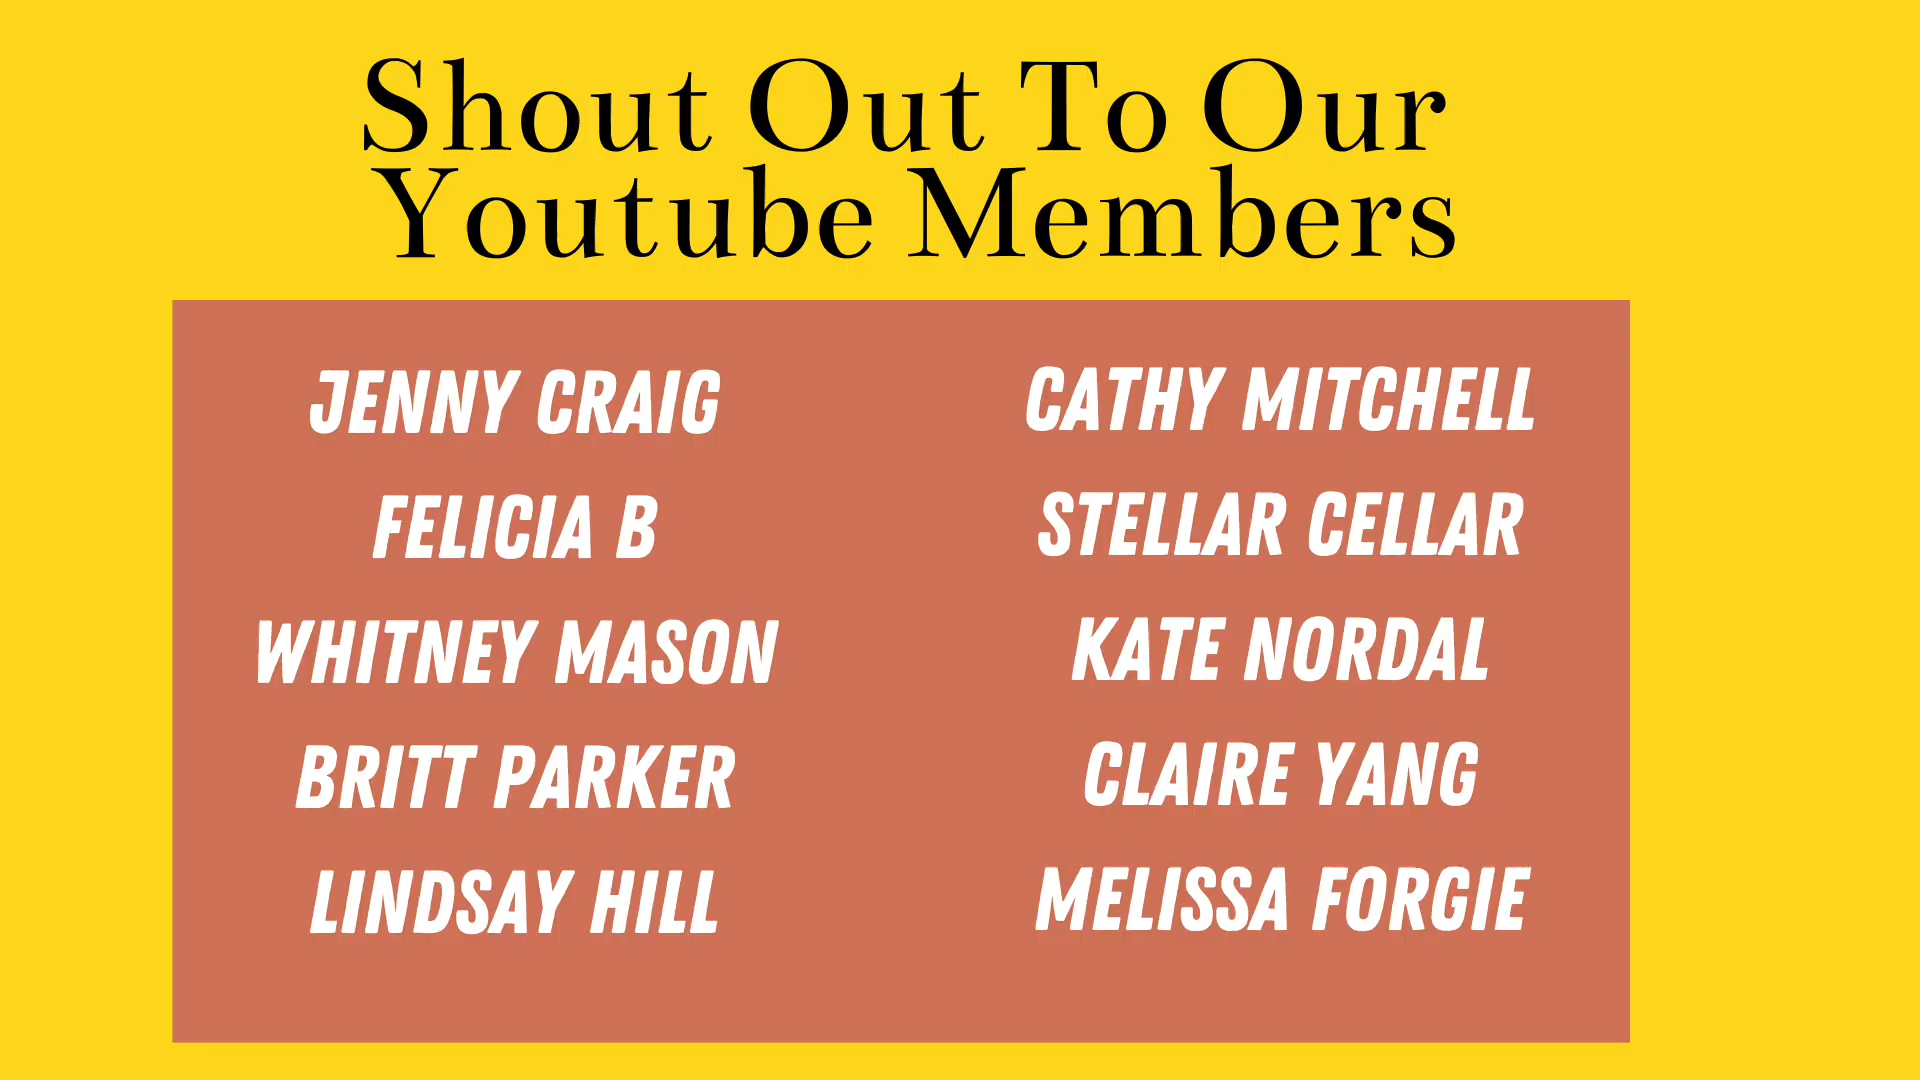 Shout Out To Our
Youtube Members
JENNY CRAIG
FELICIA B
WHITNEY MASON
BRITT PARKER
LINDSAY HILL
CATHY MITCHELL
STELLAR CELLAR
KATE NORDAL
CLAIRE YANG
MELISSA FORGIE